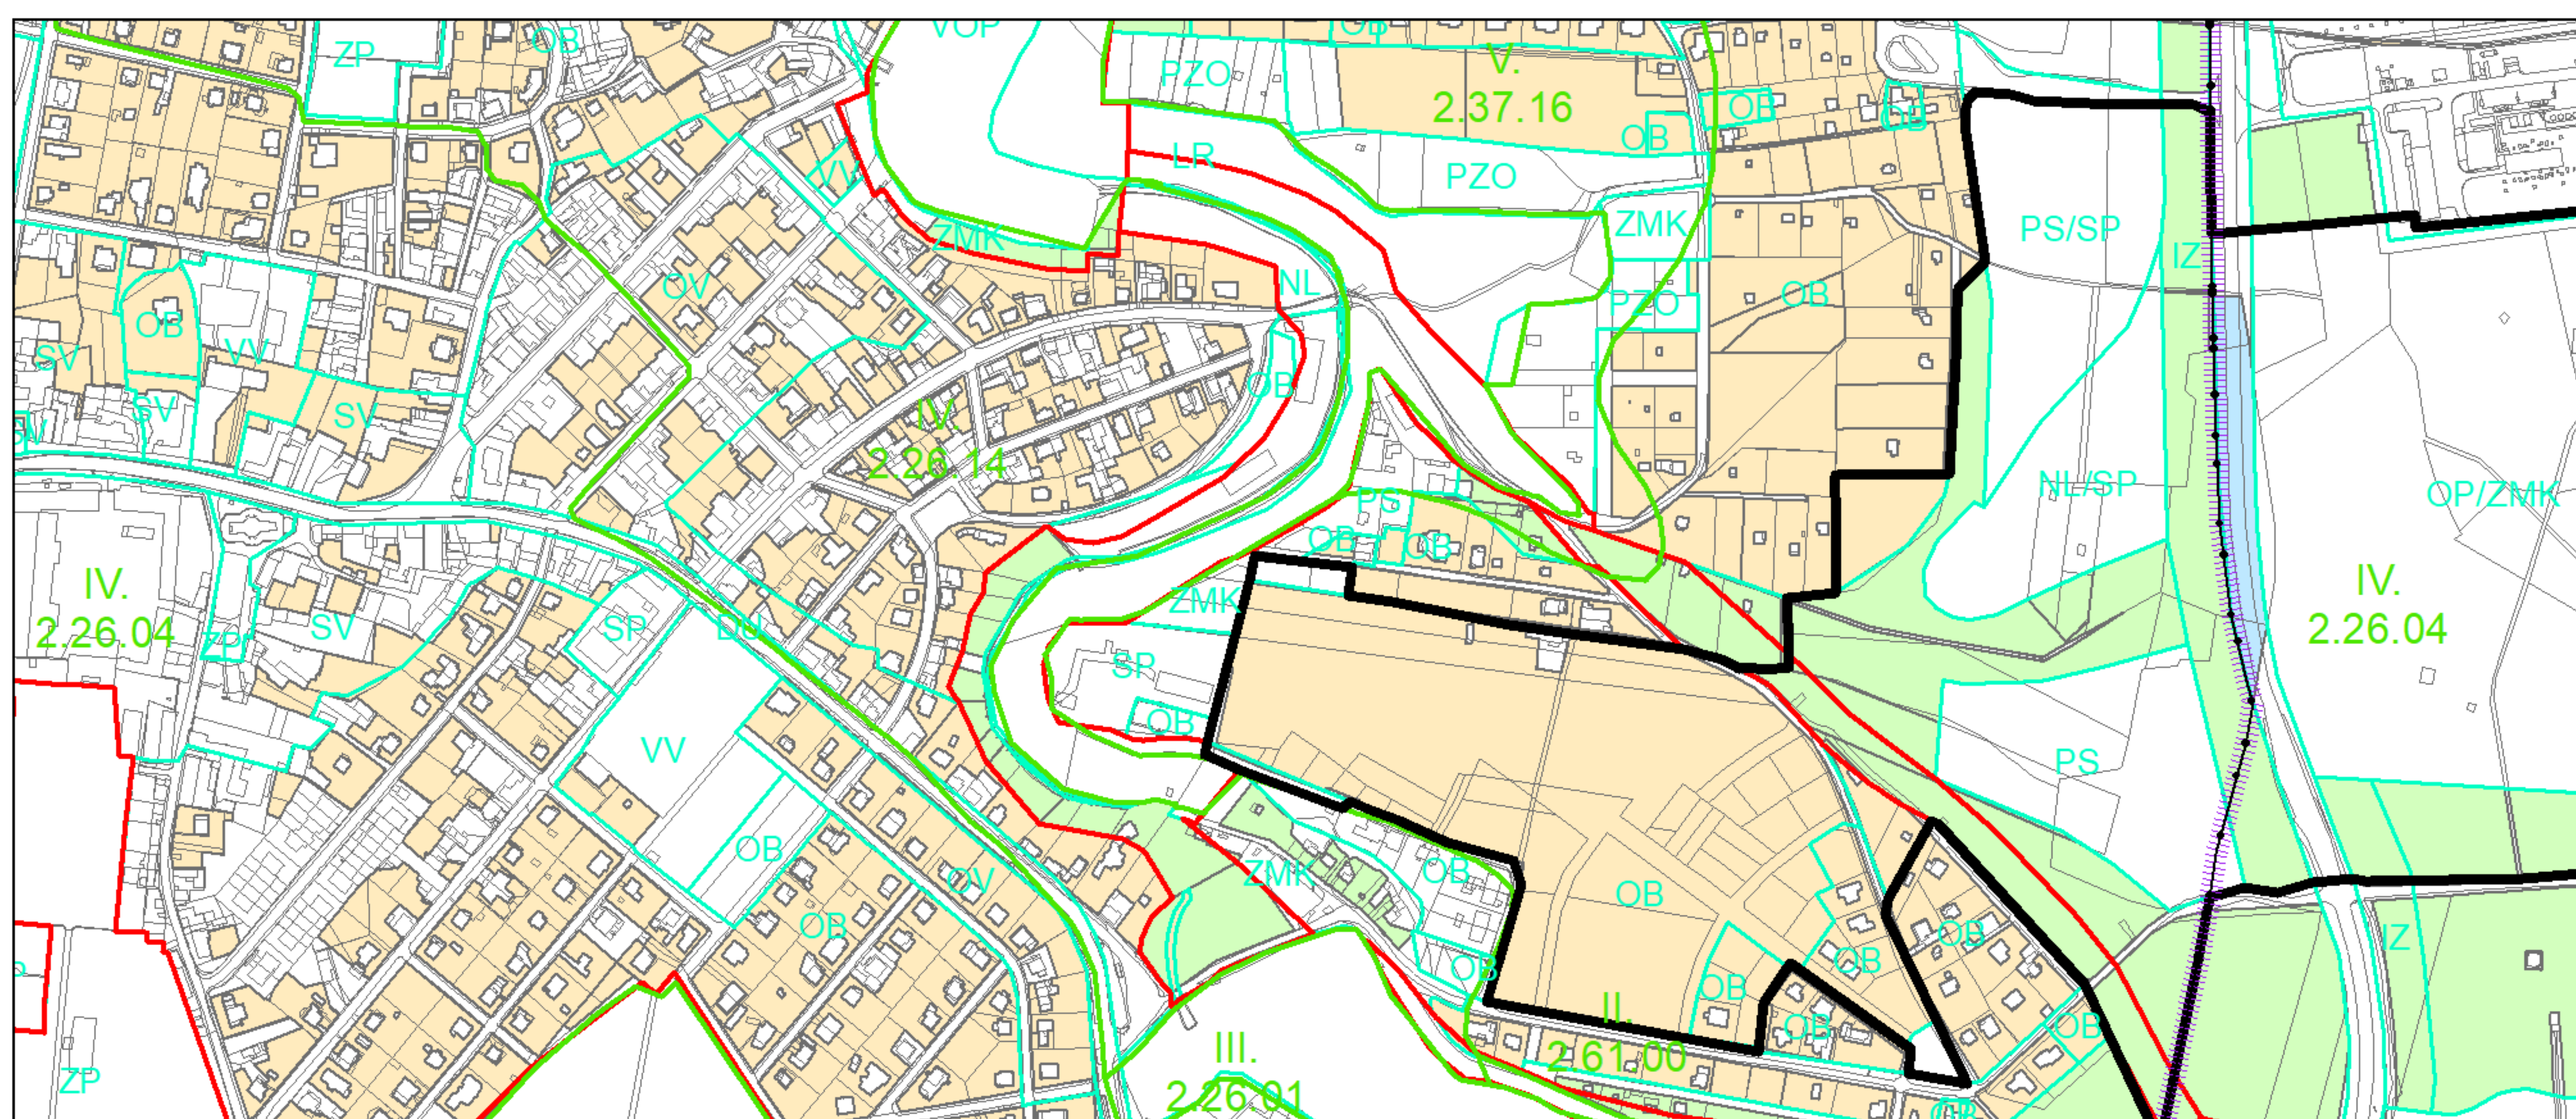 VOP
OB
OB
ZP
PZO
V.
2.37.16
OB
OB
OB
LR
PZO
VV
ZMK
ZMK
PS/SP
IZ
OV
NL
PZO
OB
OB
SV
VV
OB
SV
SV
SV
IV.
2.26.14
PS
NL/SP
OP/ZMK
OB
OB
IV.
2.26.04
ZMK
IV.
2.26.04
ZP
SV
SP
DU
SP
OB
VV
PS
OB
OV
ZMK
OB
OB
OB
OB
OB
OB
IZ
OB
OB
II.
2.61.00
OB
OB
III.
2.26.01
ZP
OB